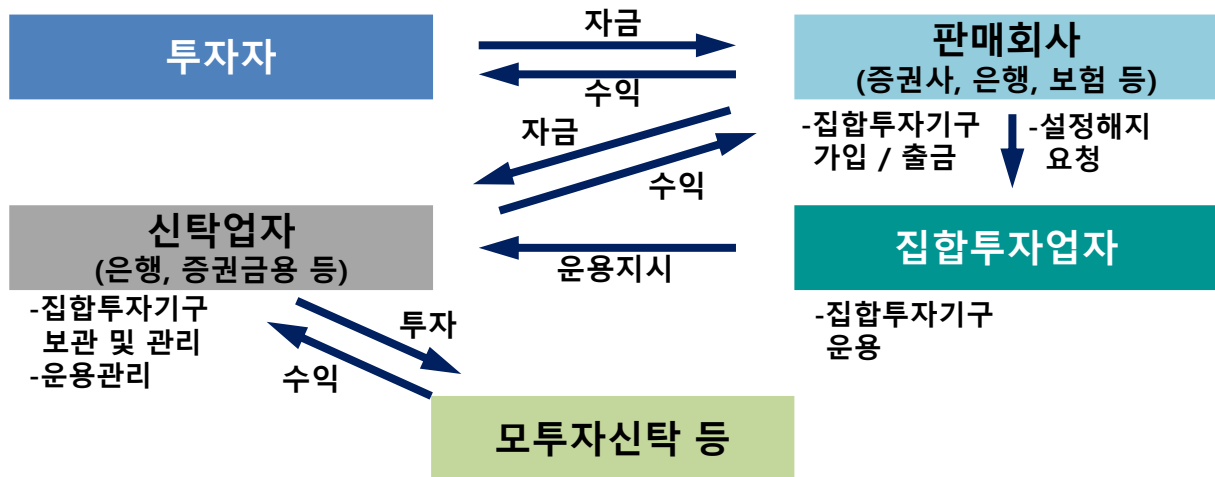 투자자
자금
수익
판매회사
(증권사, 은행, 보험 등)
자금
수익
-집합투자기구
가입 / 출금
-설정해지
요청
신탁업자
(은행, 증권금융 등)
운용지시
집합투자업자
-집합투자기구
보관 및 관리
-운용관리
투자
수익
-집합투자기구
운용
모투자신탁 등